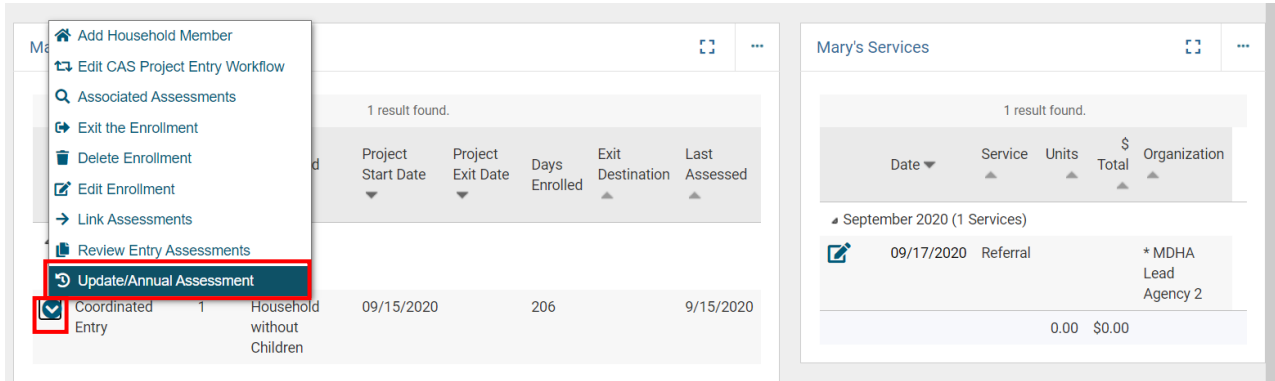 Add Household Member
Edit CAS Project Entry Workflow
Associated Assessments
Exit the Enrollment
Delete Enrollment
Edit Enrollment
Link Assessments
Review Entry Assessments
Update/Annual Assessment
Ma
...
1 result found.
d
Project
Start Date
Project
Exit Date
Days
Enrolled
Exit
Destination
Last
Assessed
Coordinated
Entry
1
Household
without
Children
09/15/2020
206
9/15/2020
Mary's Services
...
1 result found.
Date
Service
Units
$
Total
Organization
September 2020 (1 Services)
09/17/2020
Referral
* MDHA
Lead
Agency 2
0.00
$0.00